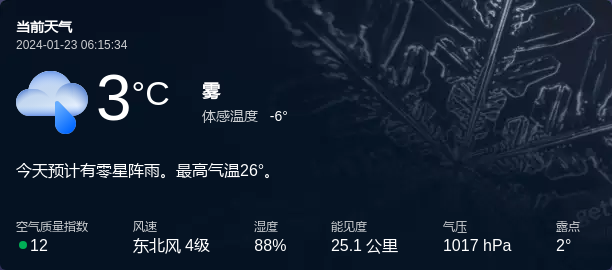 当前天气
2024-01-23 06:15:34
3°C
雾
体感温度 -6°
今天预计有零星阵雨。最高气温26°。
空气质量指数 风速 湿度 能见度 气压 露点
12 东北风 4级 88% 25.1 公里 1017 hPa 2°